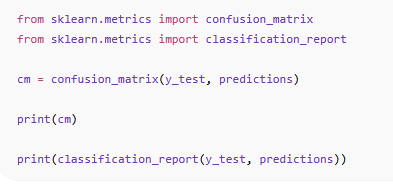 from sklearn.metrics import confusion_matrix
from sklearn.metrics import classification_report
cm = confusion_matrix(y_test, predictions)
print(cm)
print(classification_report(y_test, predictions))